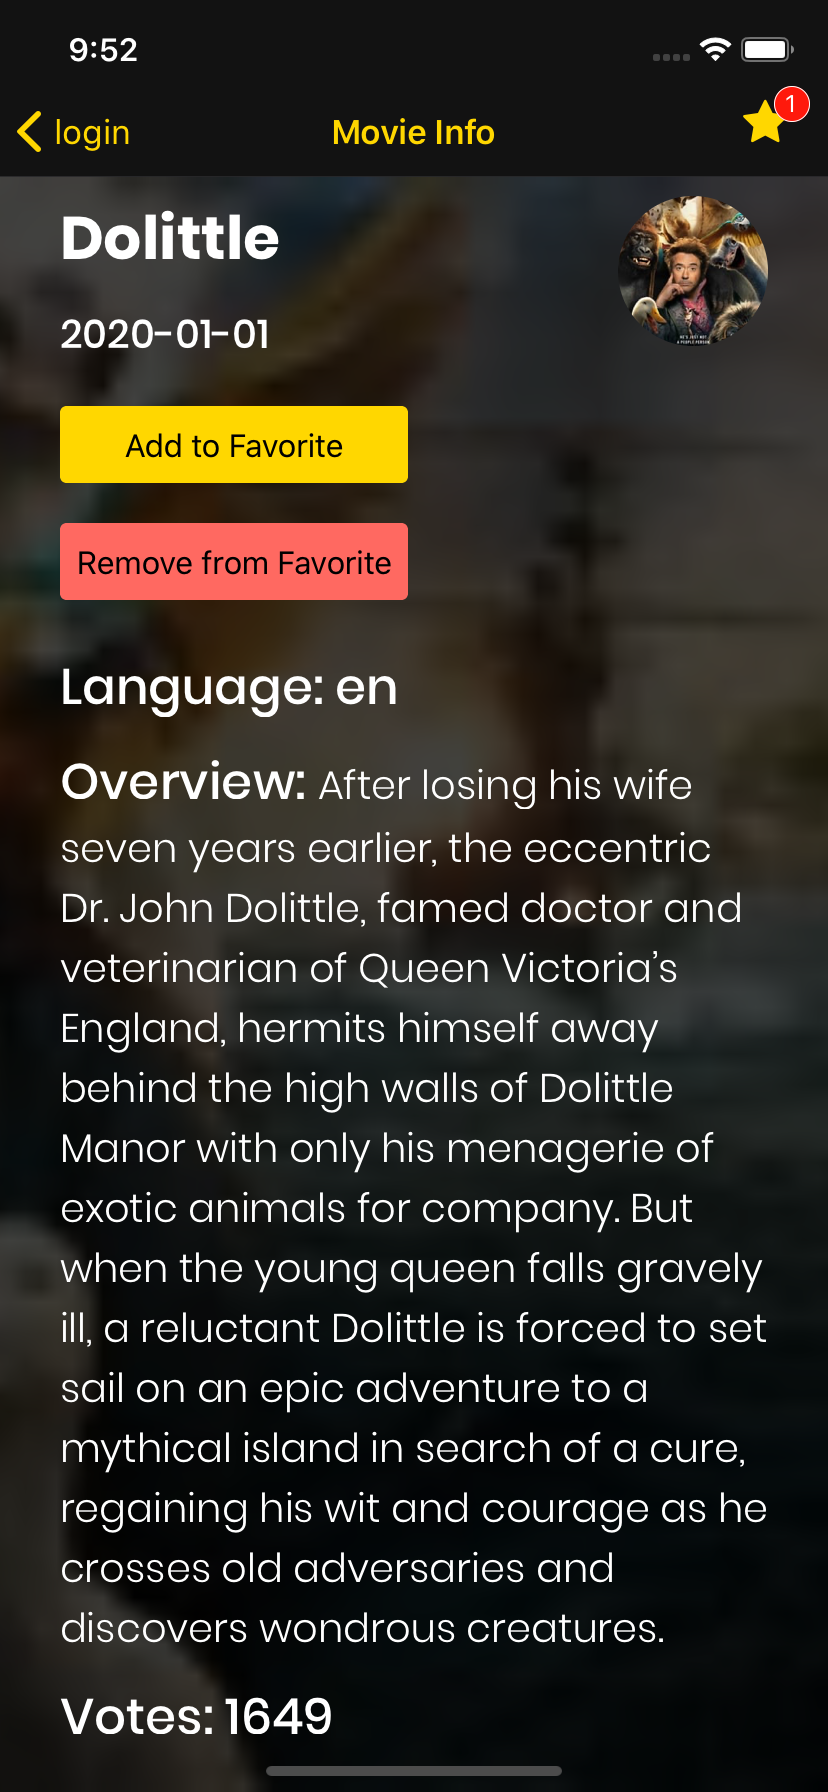 9:52
login
Movie Info
1
Dolittle
2020-01-01
HE'S JUST NOT
A PEOPLE PERSON
Add to Favorite
Remove from Favorite
Language: en
Overview: After losing his wife
seven years earlier, the eccentric
Dr. John Dolittle, famed doctor and
veterinarian of Queen Victoria’s
England, hermits himself away
behind the high walls of Dolittle
Manor with only his menagerie of
exotic animals for company. But
when the young queen falls gravely
ill, a reluctant Dolittle is forced to set
sail on an epic adventure to a
mythical island in search of a cure,
regaining his wit and courage as he
crosses old adversaries and
discovers wondrous creatures.
Votes: 1649